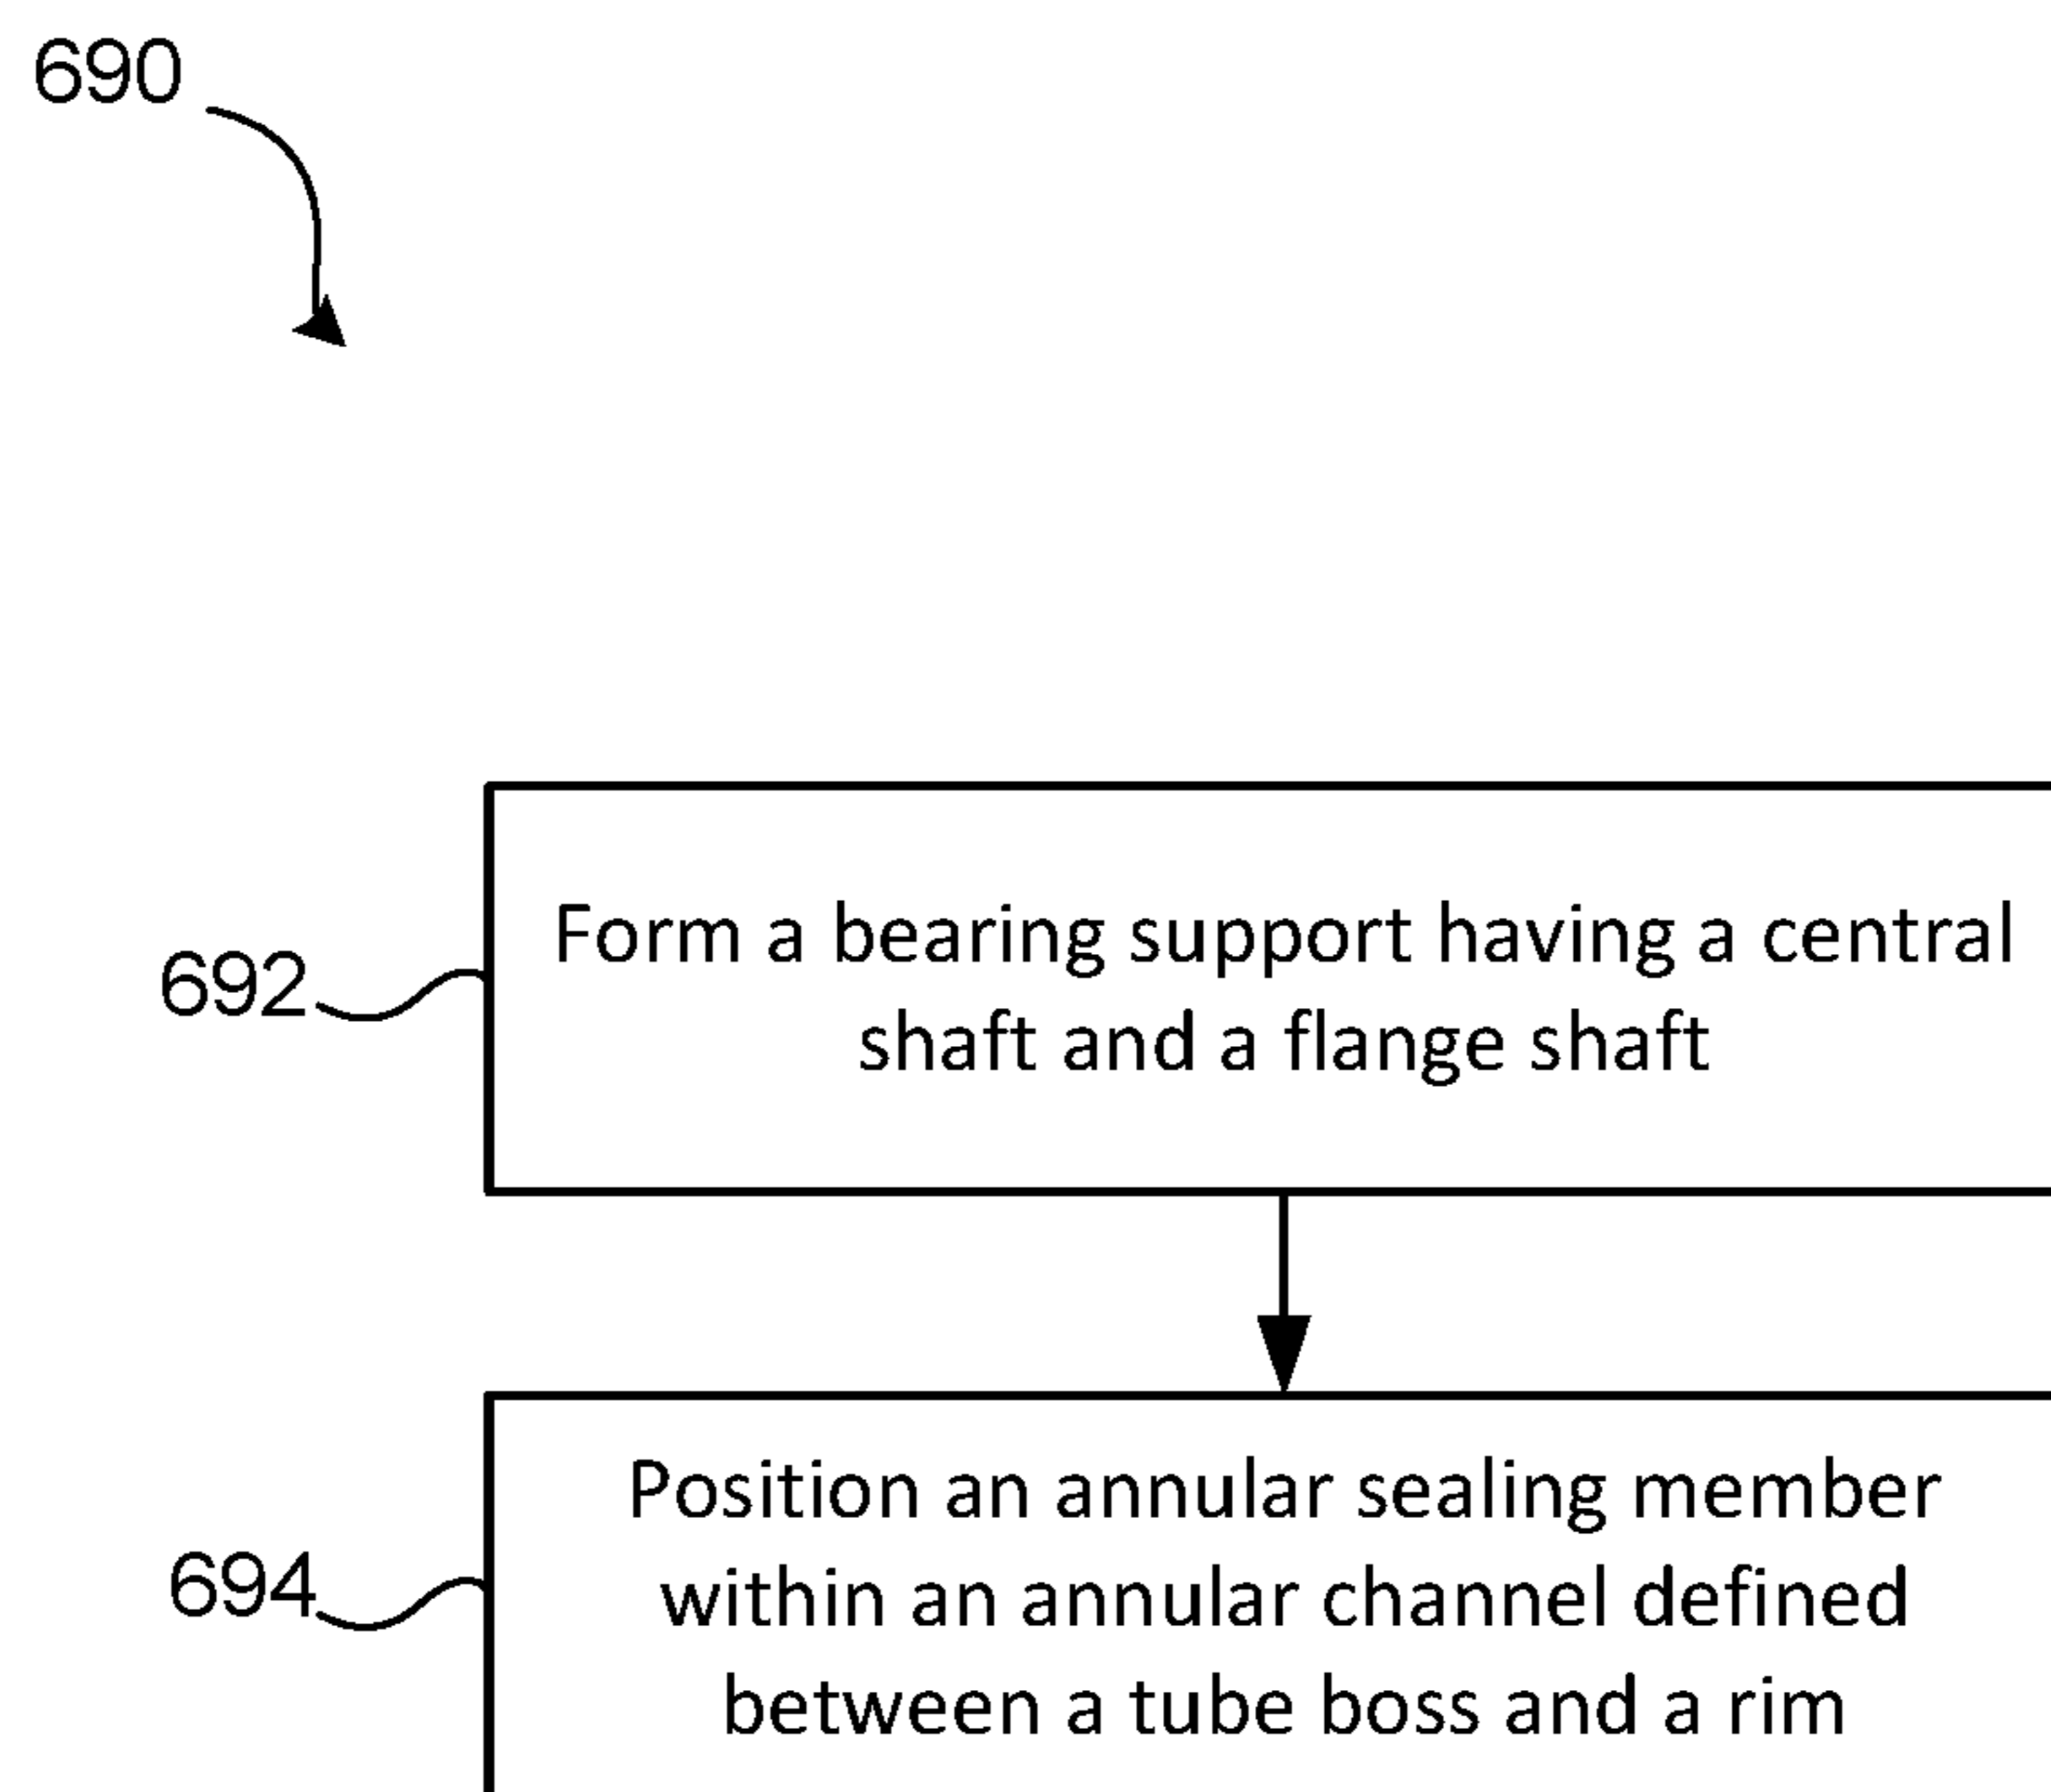 690
Form a bearing support having a central
692
shaft and a flange shaft
Position an annular sealing member
694
within an annular channel defined
between a tube boss and a rim